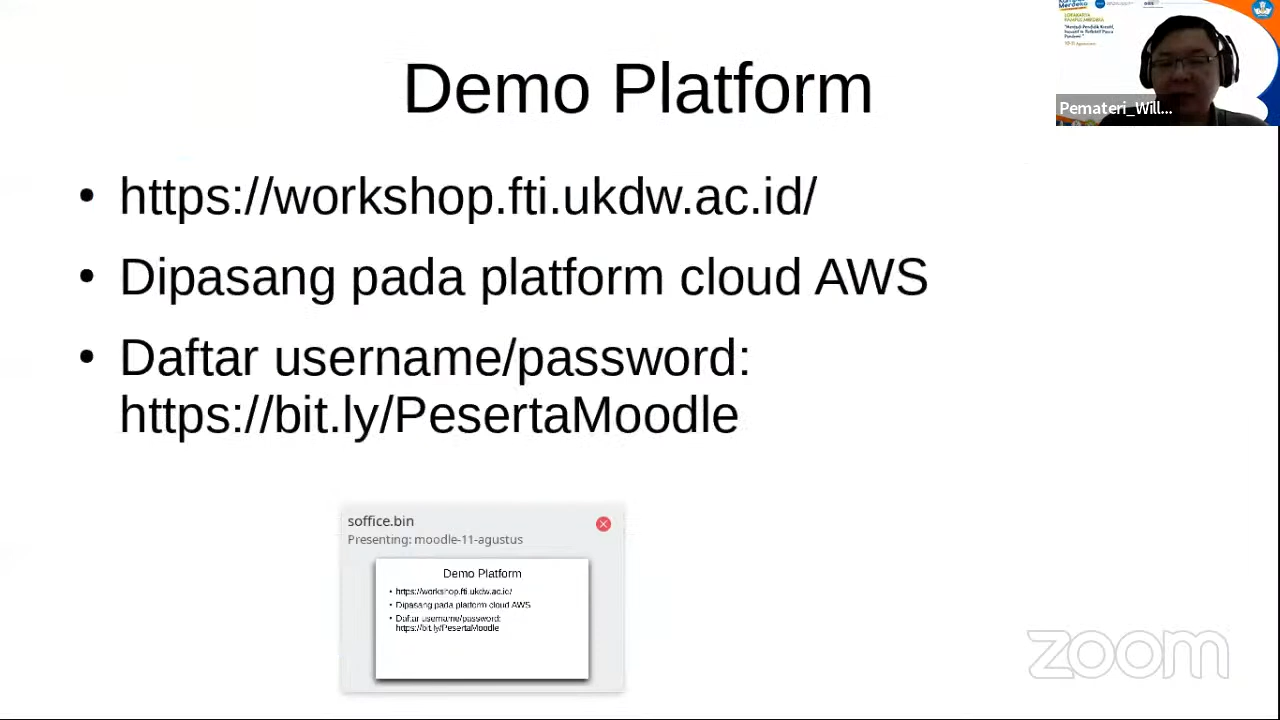 Demo Platform
• https://workshop.fti.ukdw.ac.id/
• Dipasang pada platform cloud AWS
• Daftar username/password:
https://bit.ly/PesertaMoodle
Pemateri_Will...
soffice.bin
Presenting: moodle-11-agustus
Demo Platform
• https://workshop.fti.ukdw.ac.id/
• Dipasang pada platform cloud AWS
• Daftar username/password:
https://bit.ly/PesertaMoodle
zoom